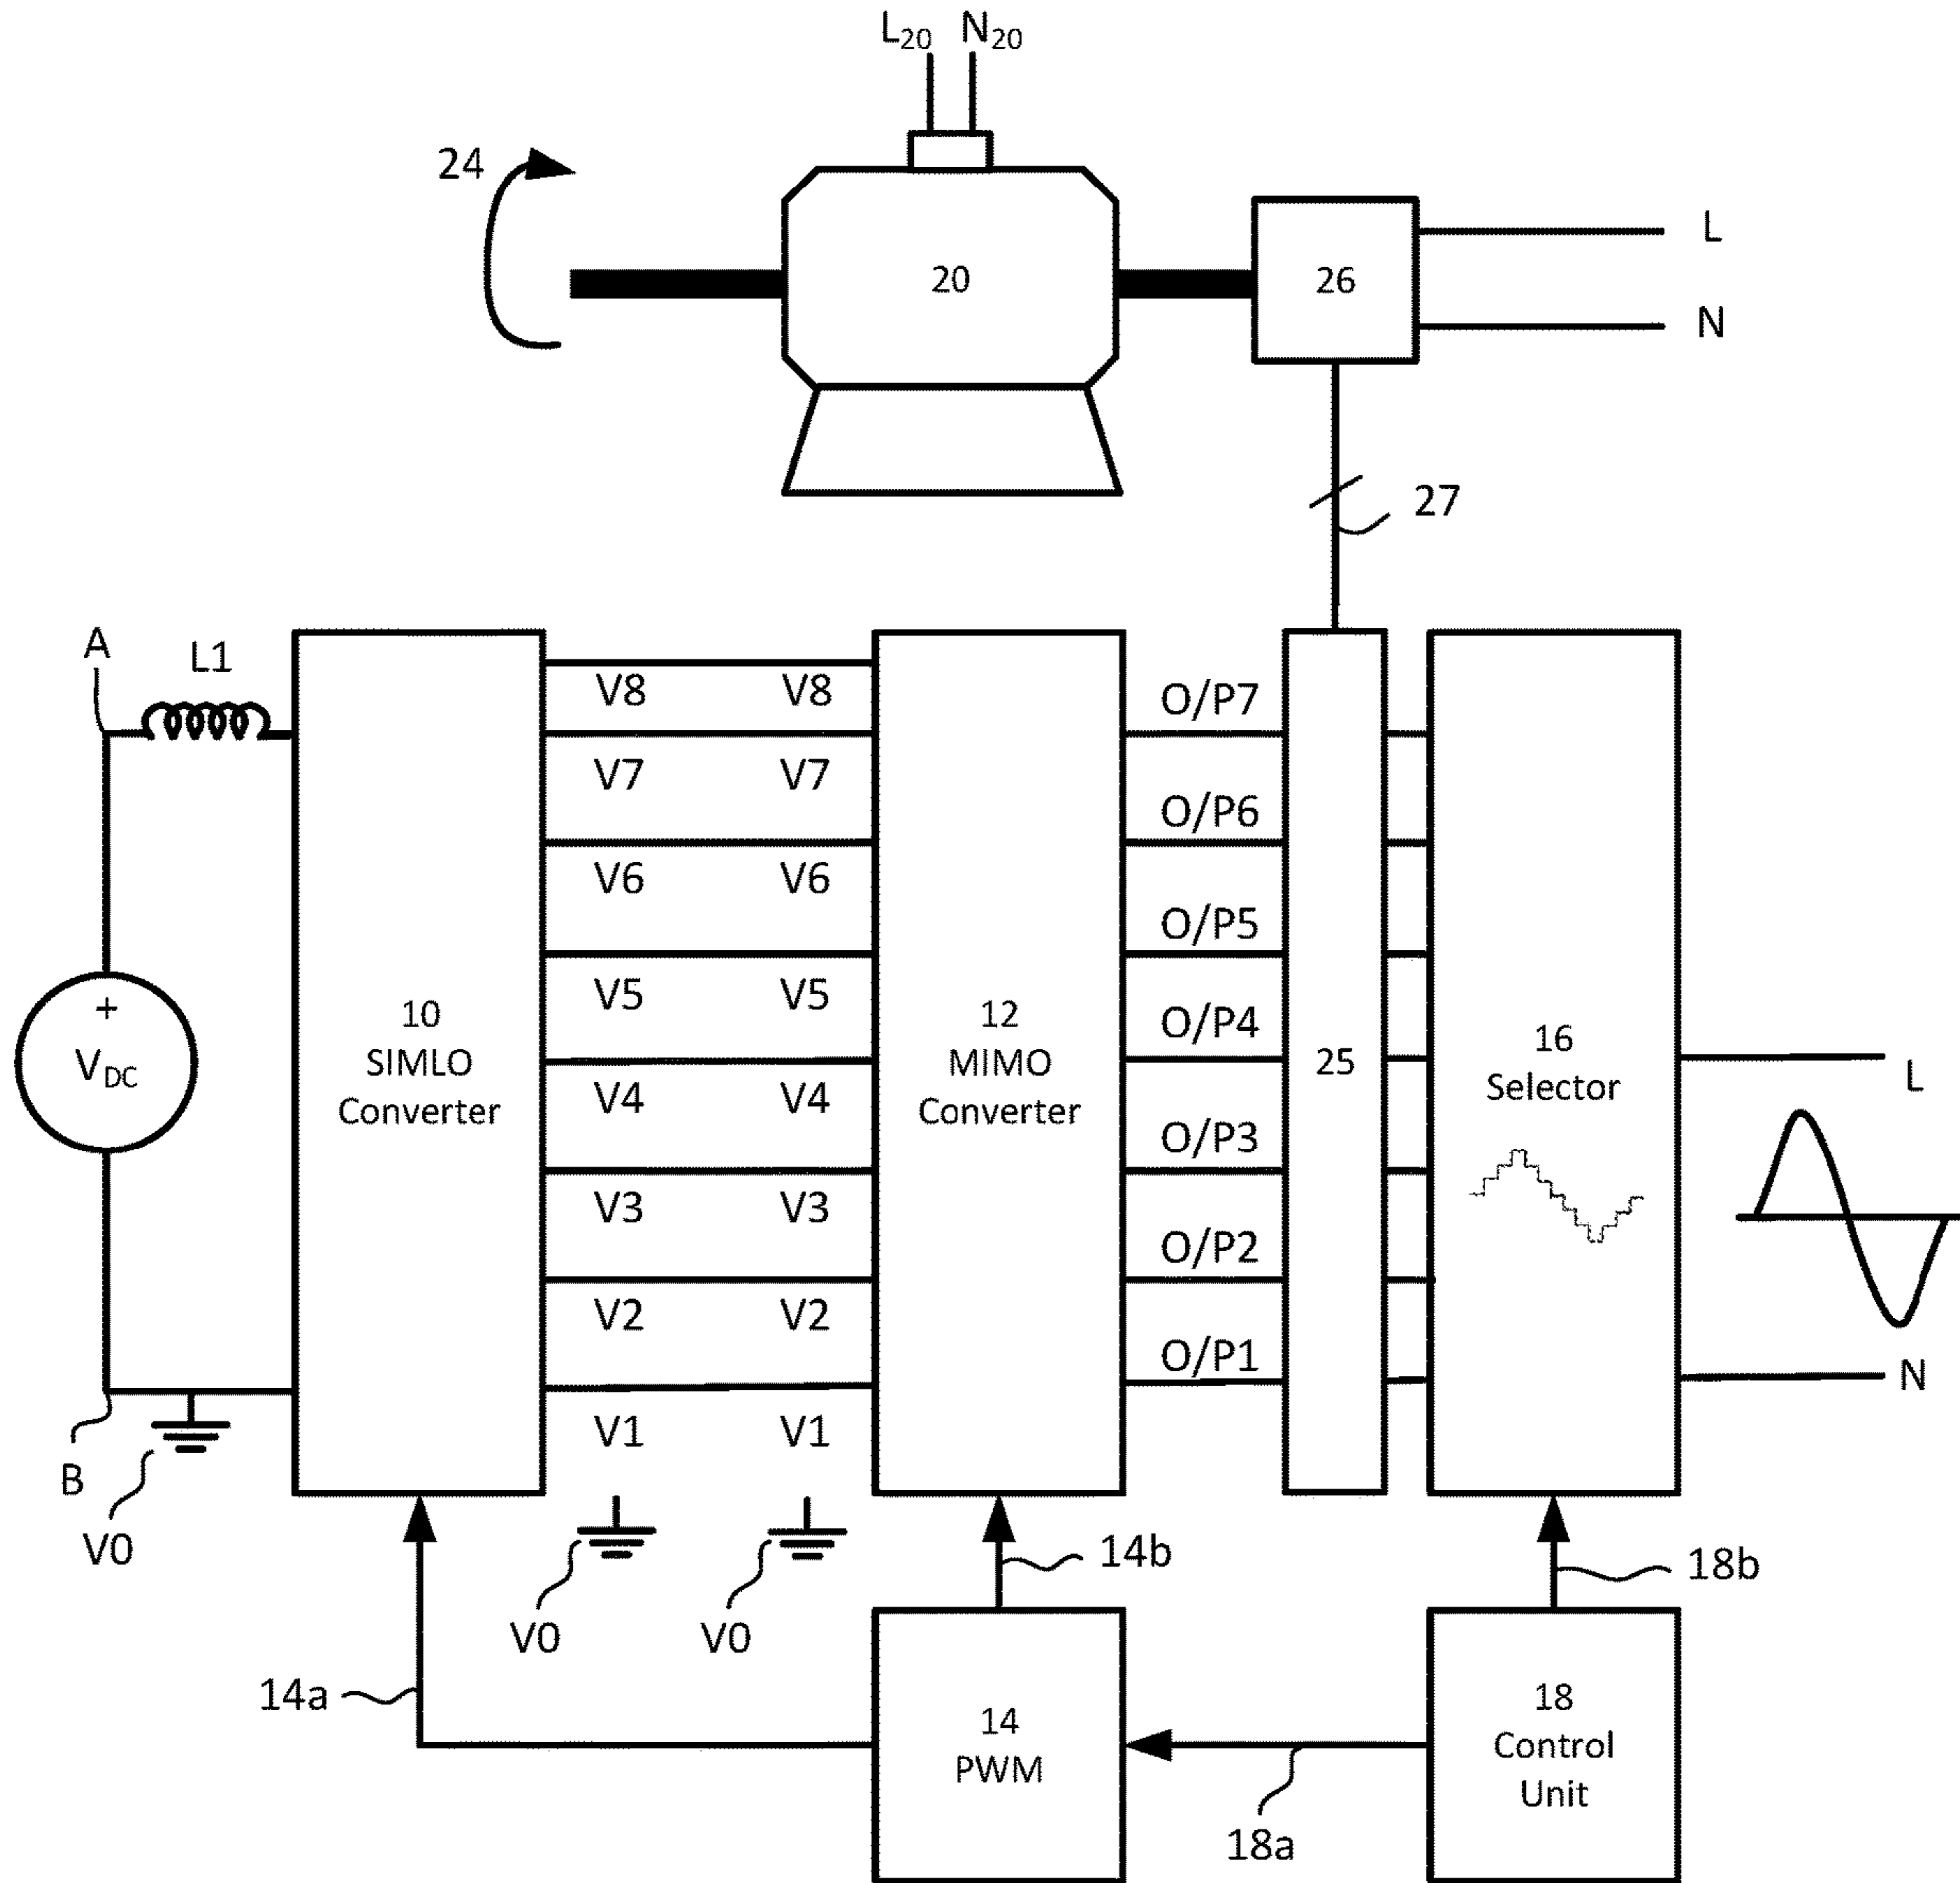 L20 N20
24
20
26
L
N
27
A
L1
V8 V8
O/P7
V7 V7
O/P6
V6 V6
O/P5
V5 V5
O/P4
+
VDC
10
SIMLO
Converter
12
MIMO
Converter
25
16
Selector
L
V4 V4
O/P3
V3 V3
O/P2
V2 V2
O/P1
N
V1 V1
B
V0
V0
V0
14b
18b
14a
14
PWM
18
Control
Unit
18a